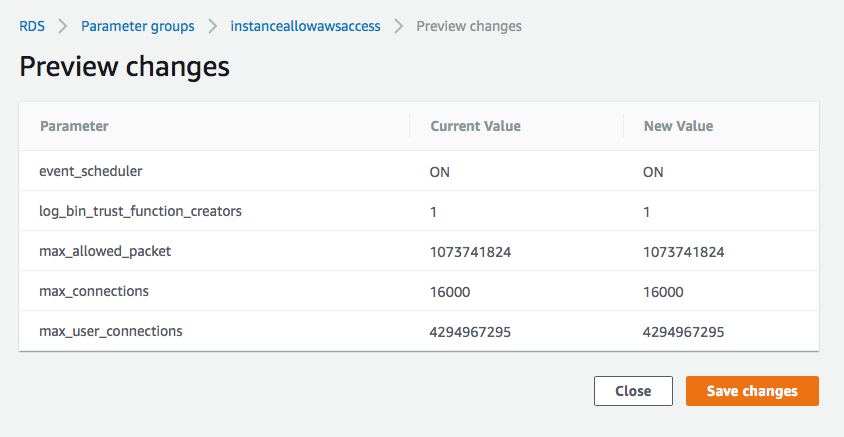 RDS > Parameter groups > instanceallowawsaccess > Preview changes
Preview changes
Parameter Current Value New Value
event_scheduler ON ON
log_bin_trust_function_creators 1 1
max_allowed_packet 1073741824 1073741824
max_connections 16000 16000
max_user_connections 4294967295 4294967295
Close Save changes